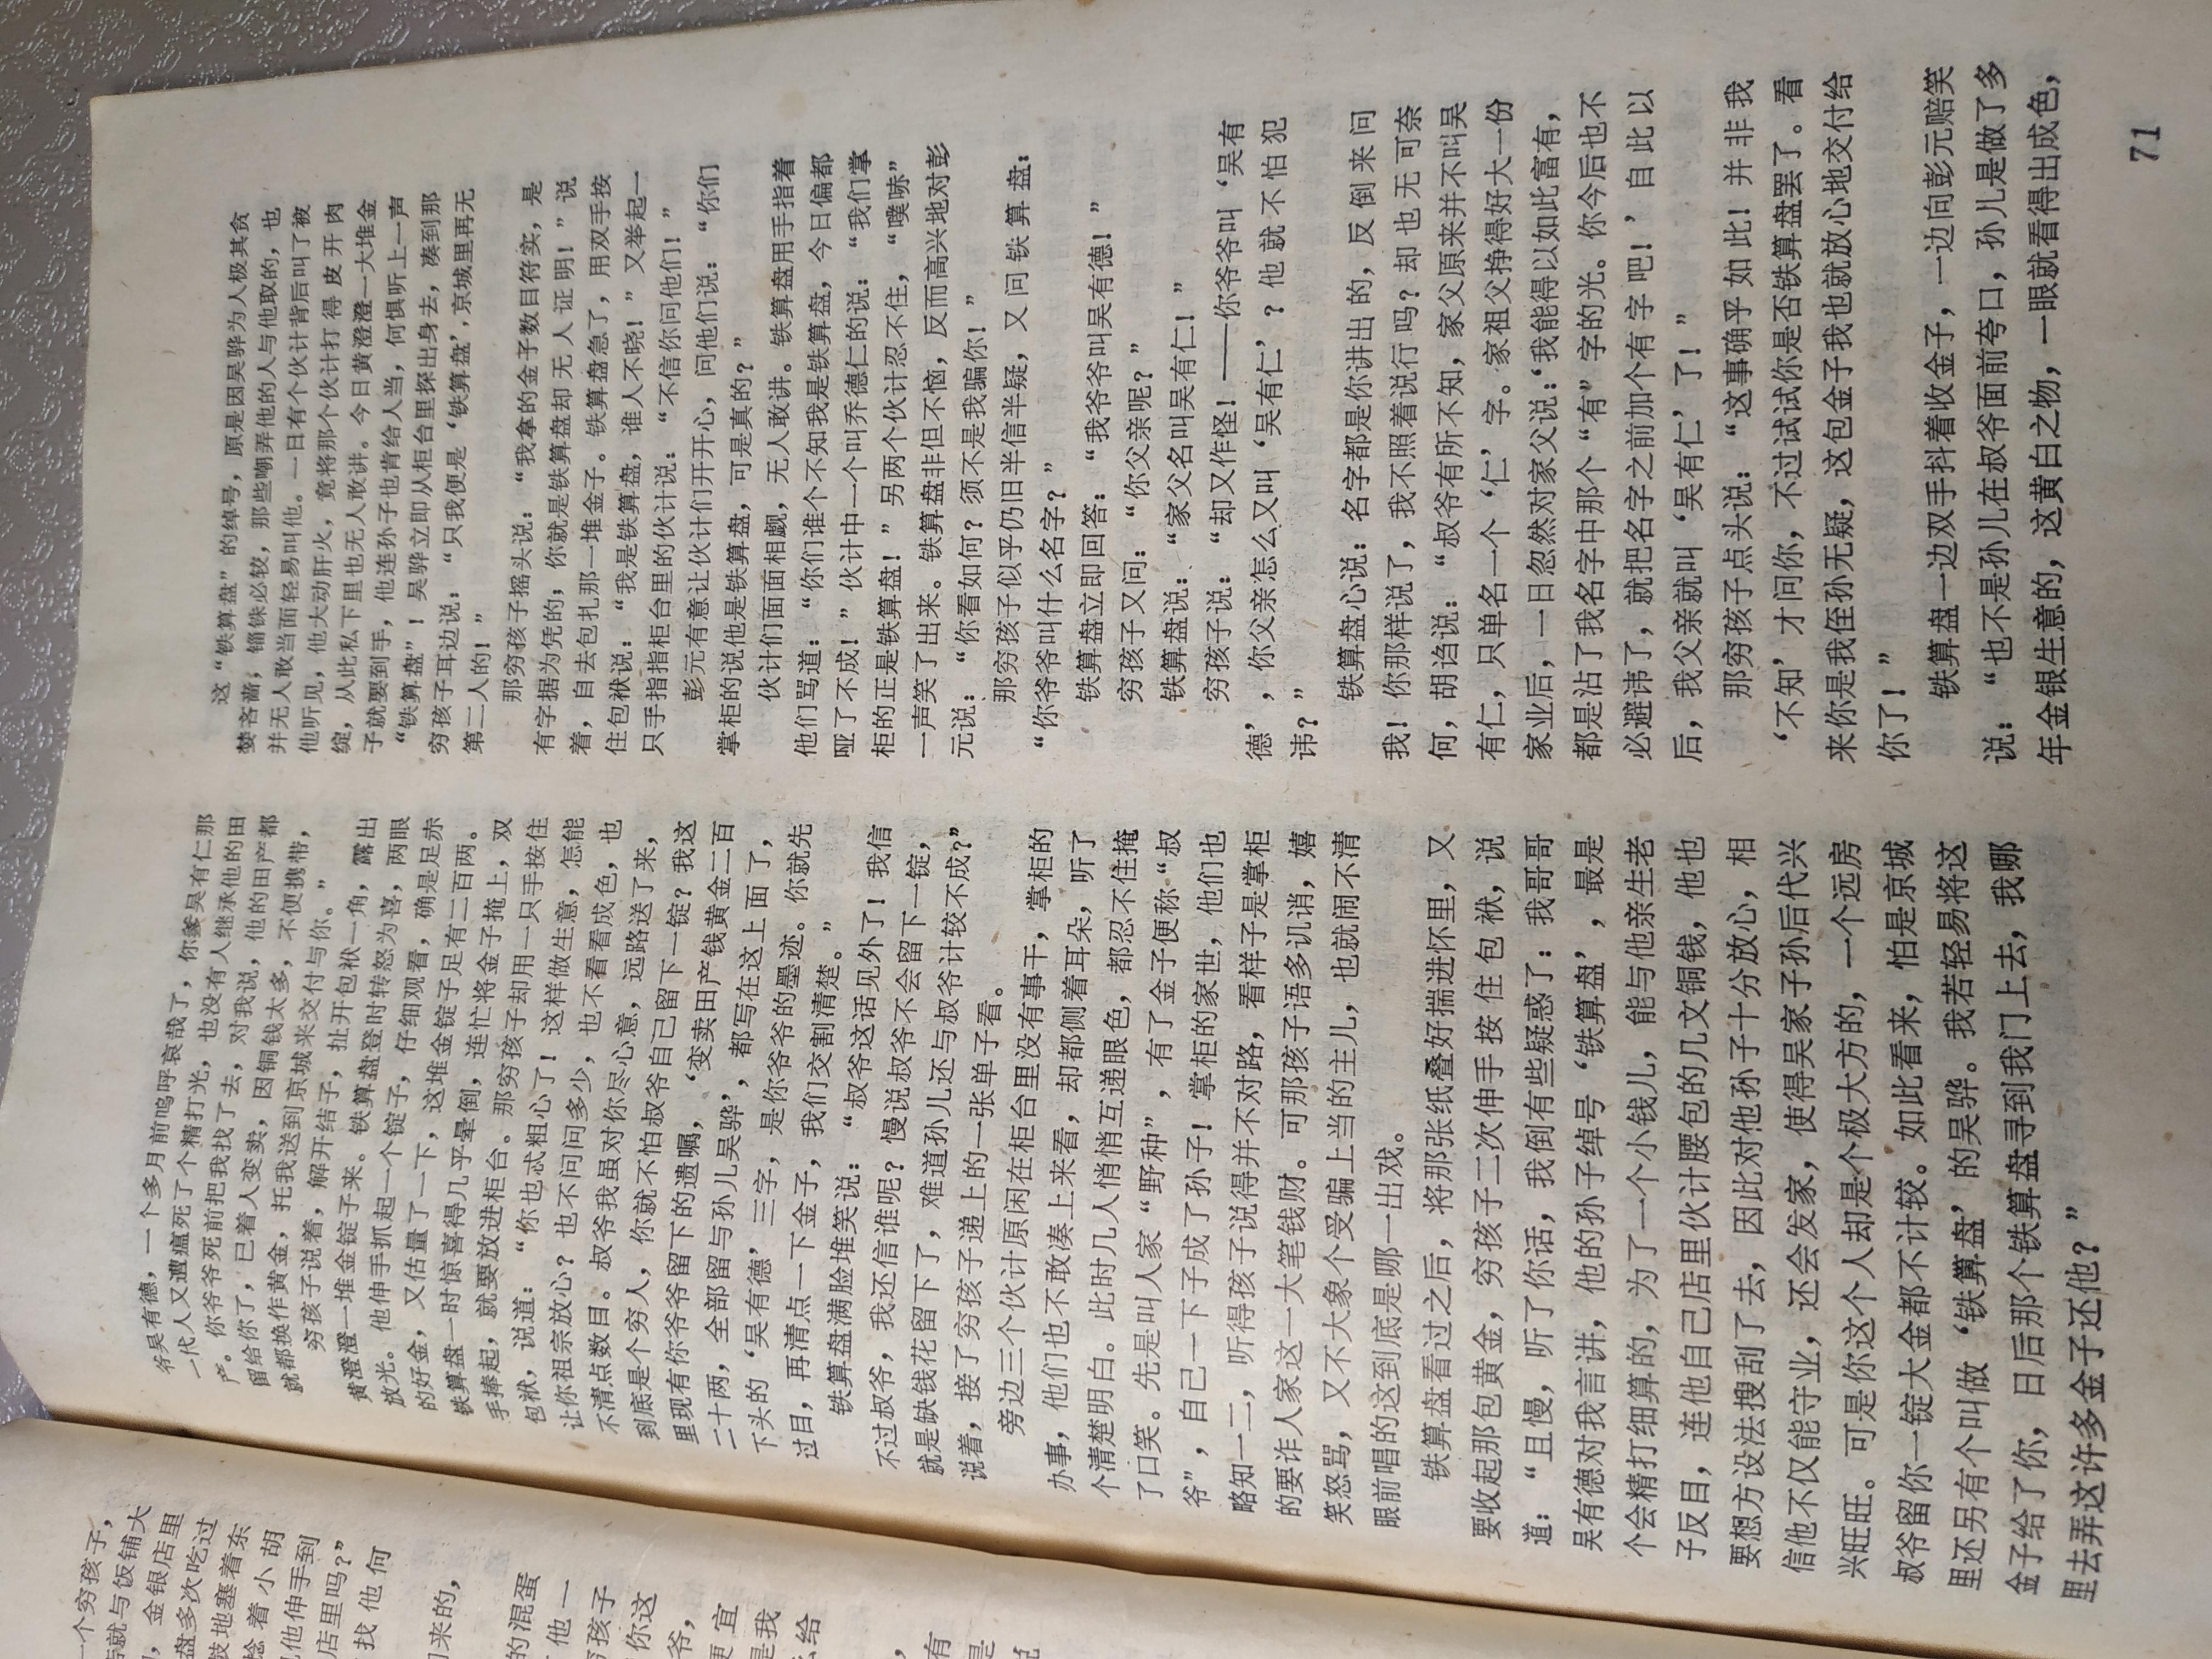 一个穷孩子，
就与饭铺大
，金银店里
盘多次吃过
鼓地塞着东
捻着小胡
他伸手到
店里吗？”
找他何
来的，
的混蛋
他一
穷孩子
你这
爷，
更宜
是我
么给
，
有
是
爷吴有德，一个多月前呜呼哀哉了，你爹吴有仁那
一代人又遭瘟死了个精打光，也没有人继承他的田
产。你爷爷死前把我找了去，对我说，他的田产都
留给你了，已着人变卖，因铜钱太多，不便携带，
就都换作黄金，托我送到京城来交付与你。”
穷孩子说着，解开结子，扯开包袱一角，露出
黄澄澄一堆金锭子来。铁算盘登时转怒为喜，两眼
放光。他伸手抓起一个锭子，仔细观看，确是足赤
的好金，又估量了一下，这堆金锭子足有二百两。
铁算盘一时惊喜得几乎晕倒，连忙将金子掩上，双
手捧起，就要放进柜台。那穷孩子却用一只手按住
包袱，说道：“你也忒粗心了！这样做生意，怎能
让你祖宗放心？也不问问多少，也不看看成色，也
不清点数目。叔爷我虽对你尽心意，远路送了来，
到底是个穷人，你就不怕叔爷自己留下一锭？我这
里现有你爷爷留下的遗嘱，‘变卖田产钱黄金二百
二十两，全部留与孙儿吴骅’，都写在这上面了，
下头的‘吴有德’三字，是你爷爷的墨迹。你就先
过目，再清点一下金子，我们交割清楚。”
铁算盘满脸堆笑说：“叔爷这话见外了！我信
不过叔爷，我还信谁呢？慢说叔爷不会留下一锭，
就是缺钱花留下了，难道孙儿还与叔爷计较不成？”
说着，接了穷孩子递上的一张单子看。
旁边三个伙计原闲在柜台里没有事干，掌柜的
办事，他们也不敢凑上来看，却都侧着耳朵，听了
个清楚明白。此时几人悄悄互递眼色，都忍不住掩
了口笑。先是叫人家“野种”，有了金子便称“叔
爷”，自己一下子成了孙子！掌柜的家世，他们也
略知一二，听得孩子说得并不对路，看样子是掌柜
的要诈人家这一大笔钱财。可那孩子语多讥诮，嬉
笑怒骂，又不大象个受骗上当的主儿，也就闹不清
眼前唱的这到底是哪一出戏。
铁算盘看过之后，将那张纸叠好揣进怀里，又
要收起那包黄金，穷孩子二次伸手按住包袱，说
道：“且慢，听了你话，我倒有些疑惑了：我哥哥
吴有德对我言讲，他的孙子绰号‘铁算盘’，最是
个会精打细算的，为了一个小钱儿，能与他亲生老
子反目，连他自己店里伙计腰包的几文铜钱，他也
要想方设法搜刮了去，因此对他孙子十分放心，相
信他不仅能守业，还会发家，使得吴家子孙后代兴
兴旺旺。可是你这个人却是个极大方的，一个远房
叔爷留你一锭大金都不计较。如此看来，怕是京城
里还另有个叫做‘铁算盘’的吴骅。我若轻易将这
金子给了你，日后那个铁算盘寻到我门上去，我哪
里去弄这许多金子还他？”
这“铁算盘”的绰号，原是因吴骅为人极其贪
婪吝啬，锱铢必较，那些嘲弄他的人与他取的，也
并无人敢当面轻易叫他。一日有个伙计背后叫了被
他听见，他大动肝火，竟将那个伙计打得皮开肉
绽，从此私下里也无人敢讲。今日黄澄澄一大堆金
子就要到手，他连孙子也肯给人当，何惧听上一声
“铁算盘”！吴骅立即从柜台里探出身去，凑到那
穷孩子耳边说：“只我便是‘铁算盘’，京城里再无
第二人的！”
那穷孩子摇头说：“我拿的金子数目符实，是
有字据为凭的，你就是铁算盘却无人证明！”说
着，自去包扎那一堆金子。铁算盘急了，用双手按
住包袱说：“我是铁算盘，谁人不晓！”又举起一
只手指指柜台里的伙计说：“不信你问他们！”
彭元有意让伙计们开开心，问他们说：“你们
掌柜的说他是铁算盘，可是真的？”
伙计们面面相觑，无人敢讲。铁算盘用手指着
他们骂道：“你们谁个不知我是铁算盘，今日偏都
哑了不成！”伙计中一个叫乔德仁的说：“我们掌
柜的正是铁算盘！”另两个伙计忍不住，“噗哧”
一声笑了出来。铁算盘非但不恼，反而高兴地对彭
元说：“你看如何？须不是我骗你！”
那穷孩子似乎仍旧半信半疑，又问铁算盘：
“你爷爷叫什么名字？”
铁算盘立即回答：“我爷爷叫吴有德！”
穷孩子又问：“你父亲呢？”
铁算盘说：“家父名叫吴有仁！”
穷孩子说：“却又作怪！——你爷爷叫‘吴有
德’，你父亲怎么又叫‘吴有仁’？他就不怕犯
讳？”
铁算盘心说：名字都是你讲出的，反倒来问
我！你那样说了，我不照着说行吗？却也无可奈
何，胡诌说：“叔爷有所不知，家父原来并不叫吴
有仁，只单名一个‘仁’字。家祖父挣得好大一份
家业后，一日忽然对家父说：‘我能得以如此富有，
都是沾了我名字中那个“有”字的光。你今后也不
必避讳了，就把名字之前加个有字吧！’自此以
后，我父亲就叫‘吴有仁’了！”
那穷孩子点头说：“这事确乎如此！并非我
‘不知’才问你，不过试试你是否铁算盘罢了。看
来你是我侄孙无疑，这包金子我也就放心地交付给
你了！”
铁算盘一边双手抖着收金子，一边向彭元赔笑
说：“也不是孙儿在叔爷面前夸口，孙儿是做了多
年金银生意的，这黄白之物，一眼就看得出成色，
71